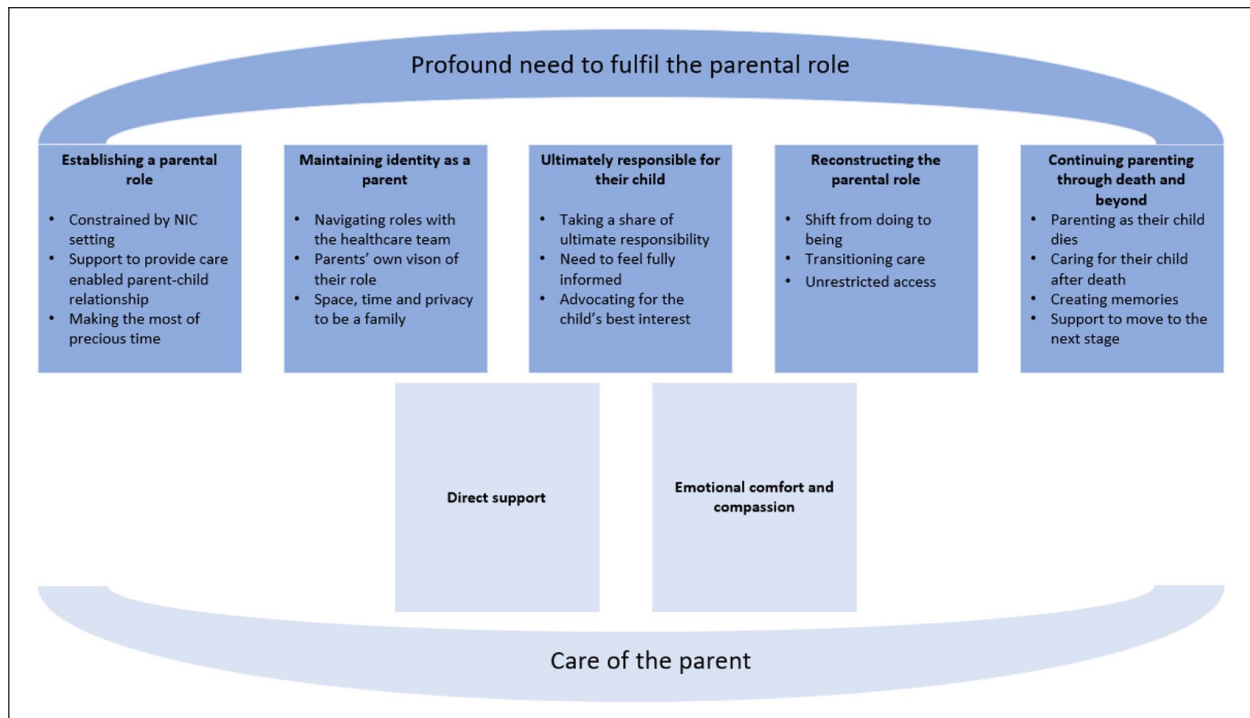 Profound need to fulfil the parental role
Establishing a parental
role
• Constrained by NIC
setting
• Support to provide care
enabled parent-child
relationship
• Making the most of
precious time
Maintaining identity as a
parent
• Navigating roles with
the healthcare team
• Parents' own vison of
their role
• Space, time and privacy
to be a family
Ultimately responsible for
their child
• Taking a share of
ultimate responsibility
• Need to feel fully
informed
• Advocating for the
child's best interest
Reconstructing the
parental role
• Shift from doing to
being
• Transitioning care
• Unrestricted access
Continuing parenting
through death and
beyond
• Parenting as their child
dies
• Caring for their child
after death
• Creating memories
• Support to move to the
next stage
Direct support
Emotional comfort and
compassion
Care of the parent